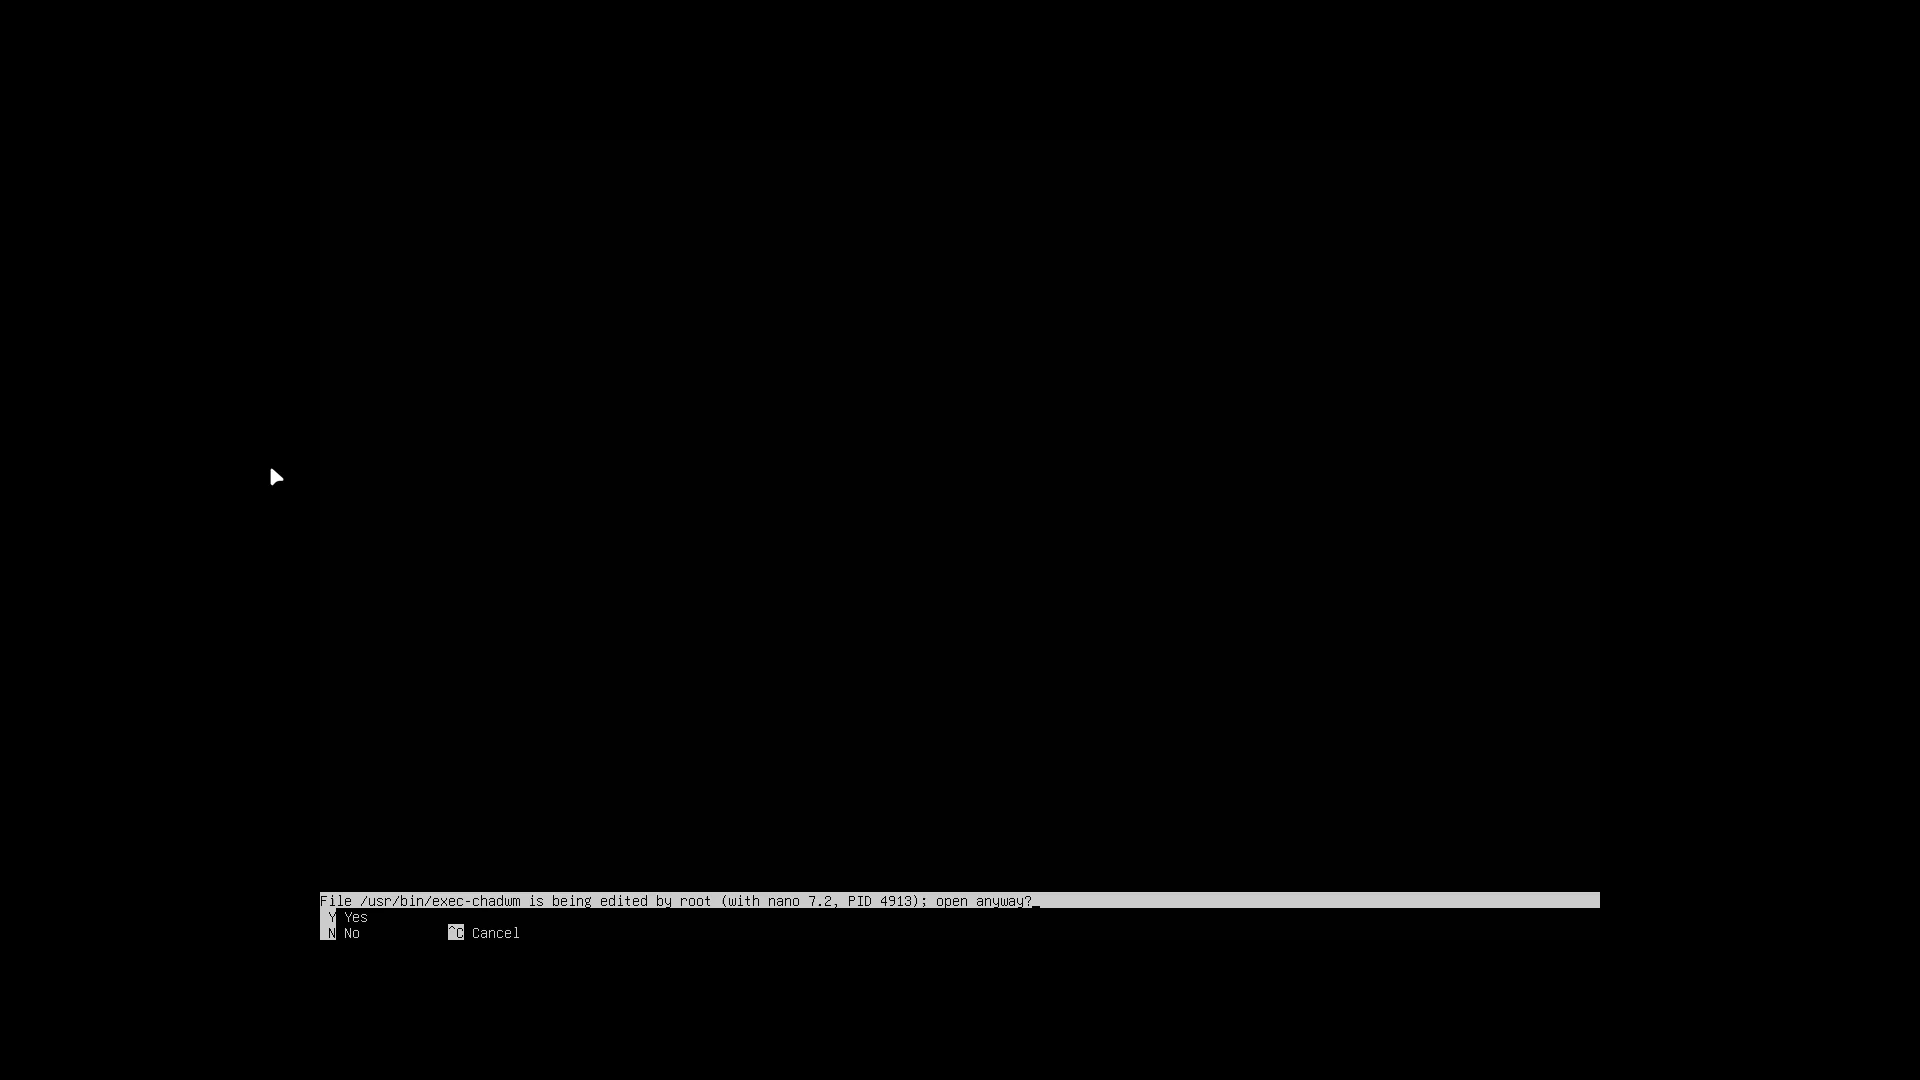 File /usr/bin/exec-chadwm is being edited by root (with nano 7.2, PID 4913); open anyway?
Y Yes
N No ^C Cancel